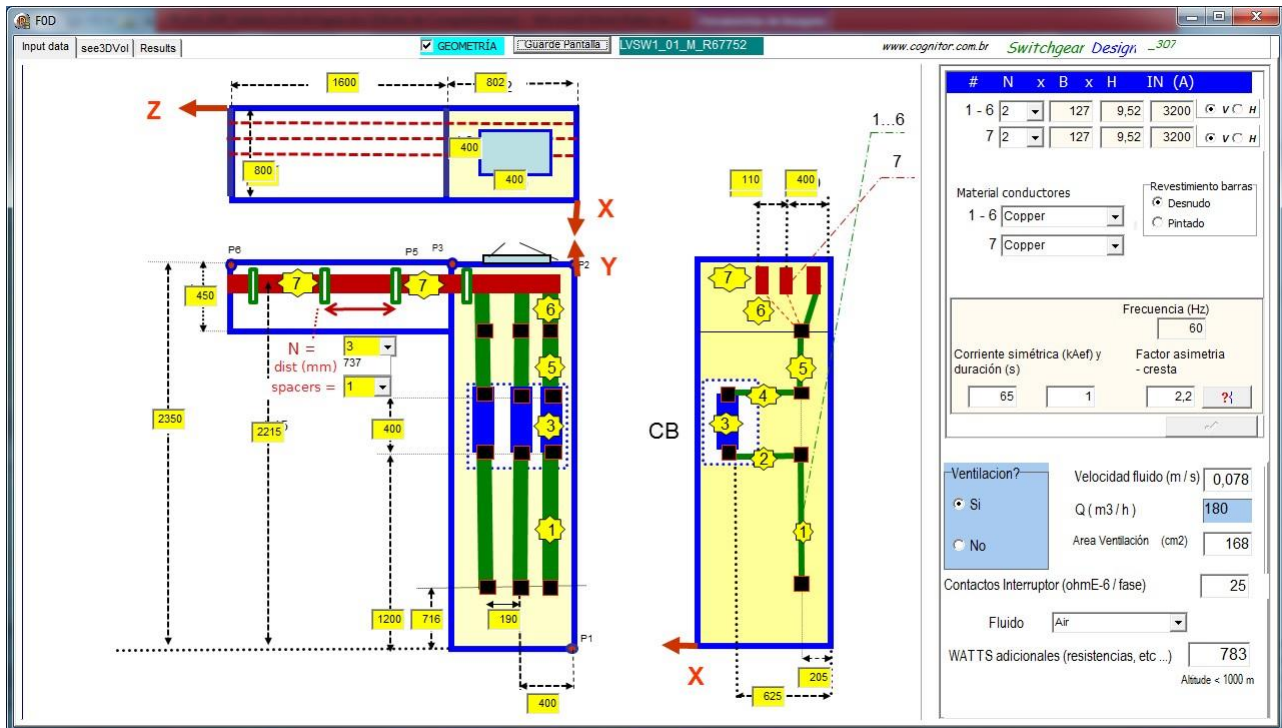 F0D
Input data see3DVol Results
GEOMETRÍA Guarde Pantalla LVSW1_01_M_R67752
www.cognitor.com.br Switchgear Design _307
1600 802
Z
400
400
800
X
Y
P6 P5 P3 P2
7 7
450
6
N = 3
dist (mm) 737
spacers = 1
5
2350
2215
400
3
1
1200 716 190
P1
400
1...6
7
110 400
7
6
5
4
3
CB
2
1
X
205
625
# N x B x H IN (A)
1 - 6 2 127 9,52 3200 V H
7 2 127 9,52 3200 V H
Material conductores
1 - 6 Copper
7 Copper
Revestimiento barras
Desnudo
Pintado
Frecuencia (Hz)
60
Corriente simétrica (kAef) y duración (s)
65 1
Factor asimetria - cresta
2,2 ?{
Ventilacion?
Si
No
Velocidad fluido (m / s) 0,078
Q ( m3 / h ) 180
Area Ventilación (cm2) 168
Contactos Interruptor (ohmE-6 / fase) 25
Fluido Air
WATTS adicionales (resistencias, etc ...) 783
Altitude < 1000 m